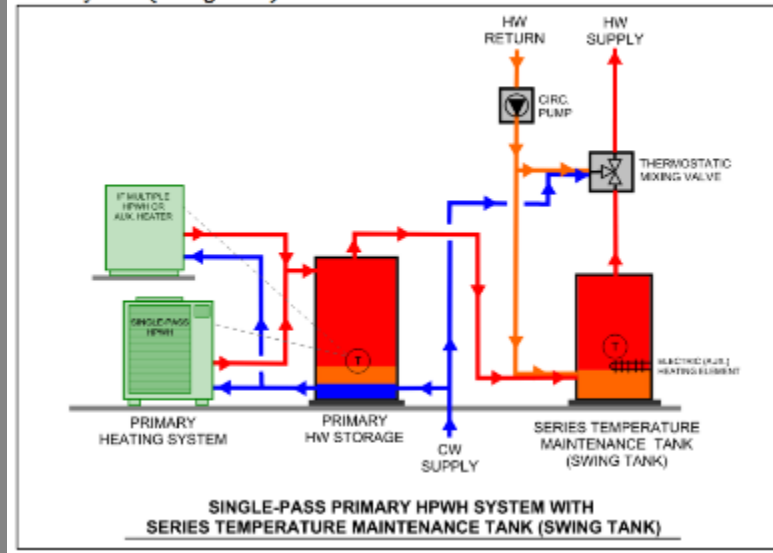 HW
RETURN
HW
SUPPLY
CIRC.
PUMP
THERMOSTATIC
MIXING VALVE
IF MULTIPLE
HPWH OR
AUX. HEATER
SINGLE-PASS
HPWH
T
T
ELECTRIC (AUX.)
HEATING ELEMENT
PRIMARY
HEATING SYSTEM
PRIMARY
HW STORAGE
CW
SUPPLY
SERIES TEMPERATURE
MAINTENANCE TANK
(SWING TANK)
SINGLE-PASS PRIMARY HPWH SYSTEM WITH
SERIES TEMPERATURE MAINTENANCE TANK (SWING TANK)